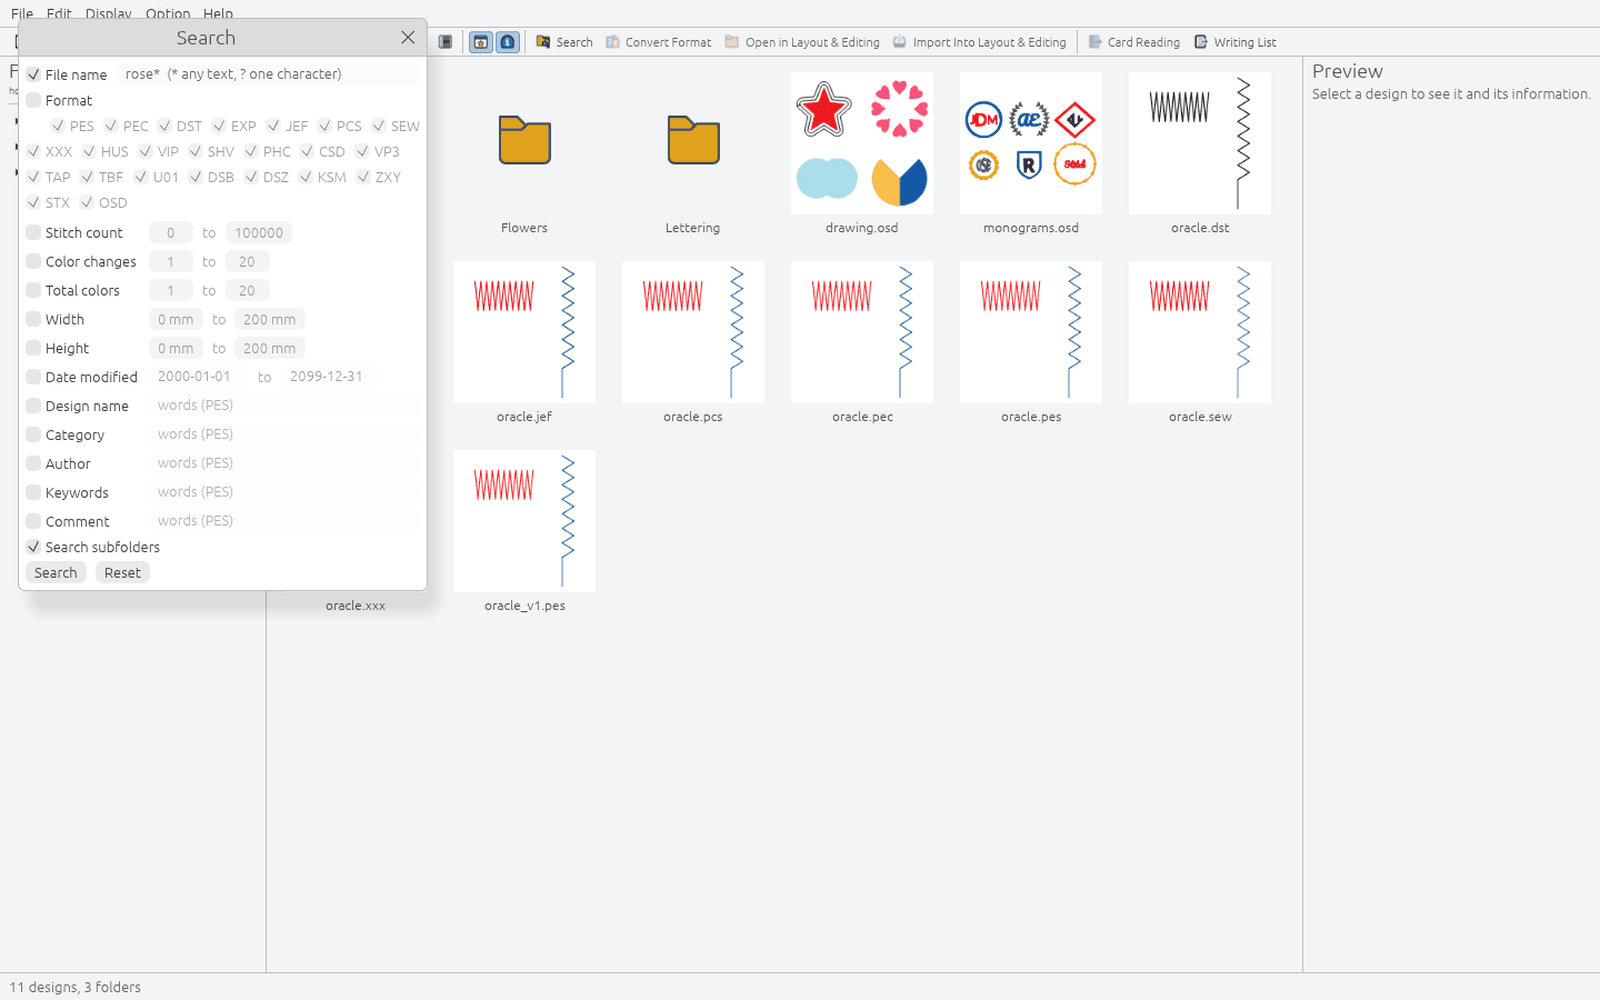 File Edit Display Option Help
Search
Search Convert Format Open in Layout & Editing Import Into Layout & Editing Card Reading Writing List
File name rose* (* any text, ? one character)
Format
PES PEC DST EXP JEF PCS SEW
XXX HUS VIP SHV PHC CSD VP3
TAP TBF U01 DSB DSZ KSM ZXY
STX OSD
Stitch count 0 to 100000
Color changes 1 to 20
Total colors 1 to 20
Width 0 mm to 200 mm
Height 0 mm to 200 mm
Date modified 2000-01-01 to 2099-12-31
Design name words (PES)
Category words (PES)
Author words (PES)
Keywords words (PES)
Comment words (PES)
Search subfolders
Search Reset
Flowers Lettering drawing.osd monograms.osd oracle.dst
JDM Æ
R
oracle.jef oracle.pcs oracle.pec oracle.pes oracle.sew
oracle.xxx oracle_v1.pes
Preview
Select a design to see it and its information.
11 designs, 3 folders